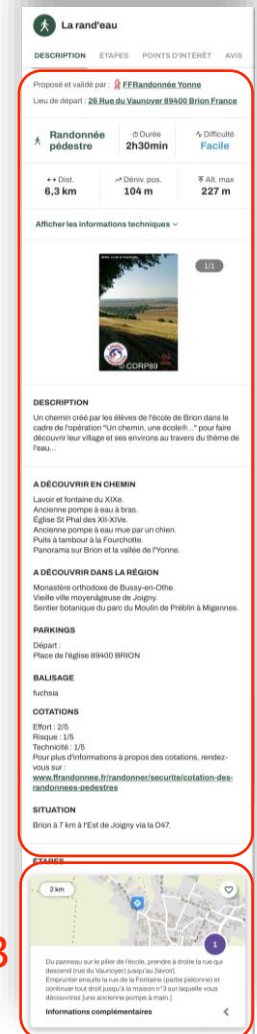 La rand'eau
DESCRIPTION ÉTAPES POINTS D'INTÉRÊT AVIS
Proposé et validé par : FFRandonnée Yonne
Lieu de départ : 26 Rue du Vaunoyer 89400 Brion France
Randonnée pédestre
Durée
2h30min
Difficulté
Facile
Dist.
6,3 km
Déniv. pos.
104 m
Alt. max
227 m
Afficher les informations techniques
1/1
© CDRP89
DESCRIPTION
Un chemin créé par les élèves de l'école de Brion dans le
cadre de l'opération "Un chemin, une école®..." pour faire
découvrir leur village et ses environs au travers du thème de
l'eau...
A DÉCOUVRIR EN CHEMIN
Lavoir et fontaine du XIXe.
Ancienne pompe à eau à bras.
Église St Phal des XII-XIVe.
Ancienne pompe à eau mue par un chien.
Puits à tambour à la Fourchotte.
Panorama sur Brion et la vallée de l'Yonne.
A DÉCOUVRIR DANS LA RÉGION
Monastère orthodoxe de Bussy-en-Othe.
Vieille ville moyenâgeuse de Joigny.
Sentier botanique du parc du Moulin de Préblin à Migennes.
PARKINGS
Départ :
Place de l'église 89400 BRION
BALISAGE
fuchsia
COTATIONS
Effort : 2/5
Risque : 1/5
Technicité : 1/5
Pour plus d'informations à propos des cotations, rendez-
vous sur :
www.ffrandonnee.fr/randonner/securite/cotation-des-
randonnees-pedestres
SITUATION
Brion à 7 km à l'Est de Joigny via la D47.
ÉTAPES
2 km
1
3
Du panneau sur le pilier de l'école, prendre à droite la rue qui
descend (rue du Vaunoyer) jusqu'au [lavoir].
Emprunter ensuite la rue de la Fontaine (partie piétonne) et
continuer tout droit jusqu'à la maison n°3 sur laquelle vous
découvrirez [une ancienne pompe à main.]
Informations complémentaires